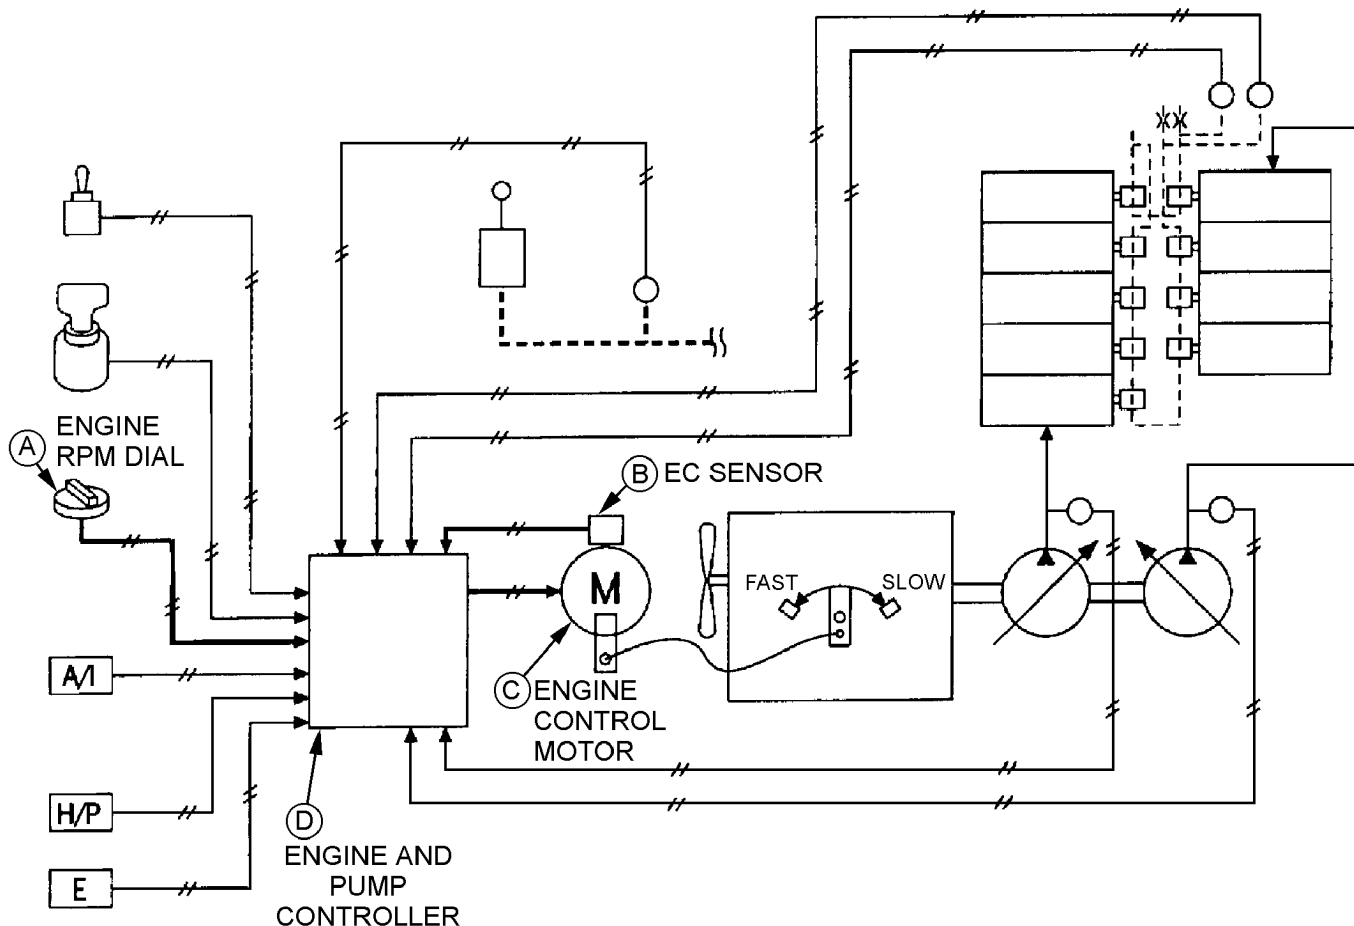 A
ENGINE
RPM DIAL
B EC SENSOR
M
FAST
SLOW
A/I
C ENGINE
CONTROL
MOTOR
H/P
D
ENGINE AND
PUMP
CONTROLLER
E